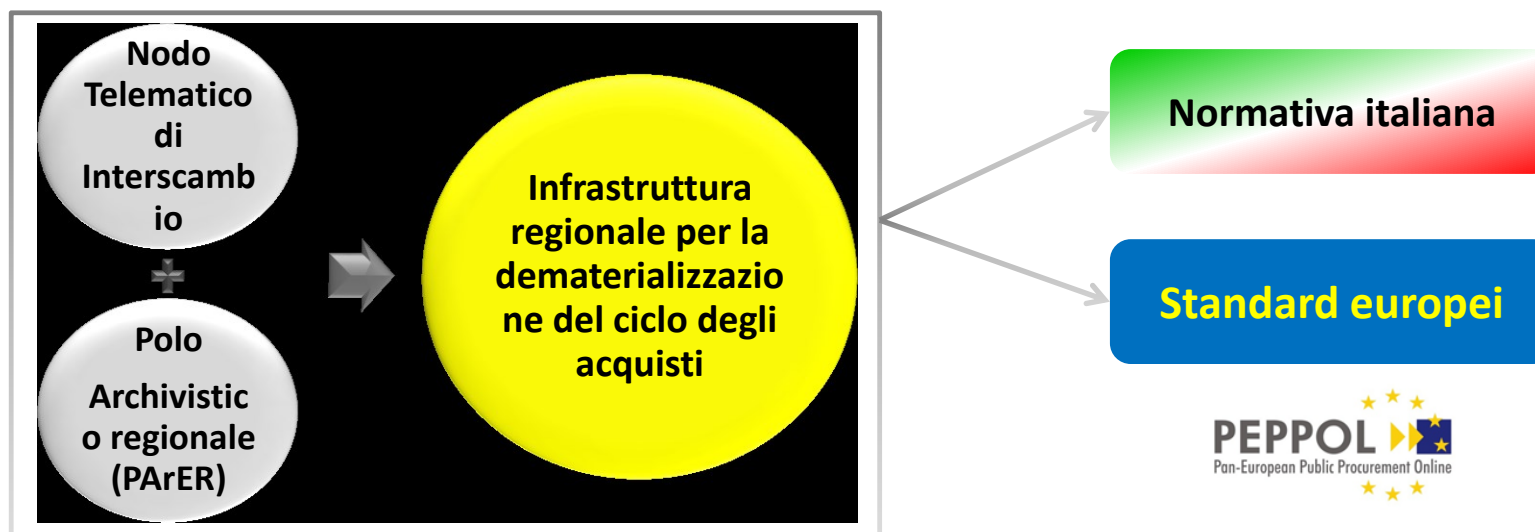 Nodo
Telematico
di
Interscamb
io
Polo
Archivistic
o regionale
(PArER)
Infrastruttura
regionale per la
dematerializzazio
ne del ciclo degli
acquisti
Normativa italiana
Standard europei
PEPPOL
Pan-European Public Procurement Online